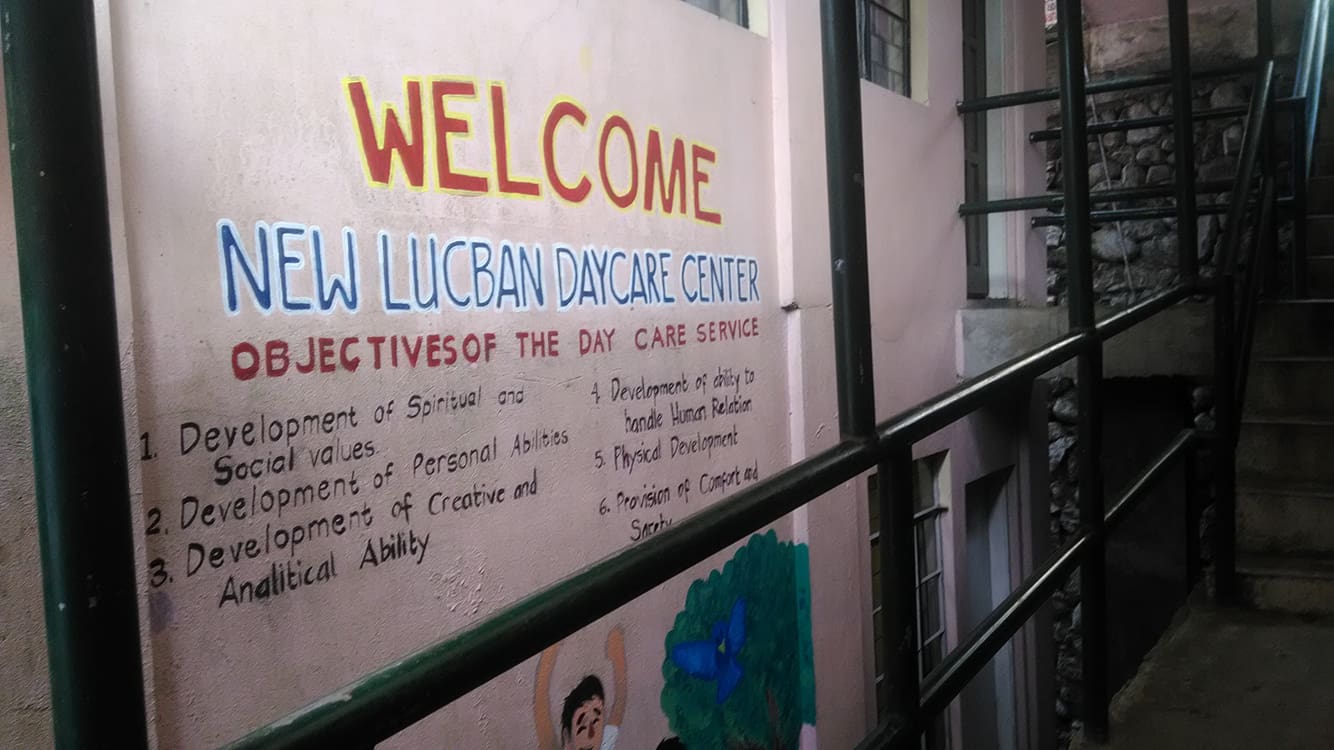 WELCOME
NEW LUCBAN DAYCARE CENTER
OBJECTIVES OF THE DAY CARE SERVICE
1. Development of Spiritual and
Social values.
2. Development of Personal Abilities
3. Development of Creative and
Analitical Ability
4. Development of ability to
handle Human Relation
5. Physical Development
6. Provision of Comfort and